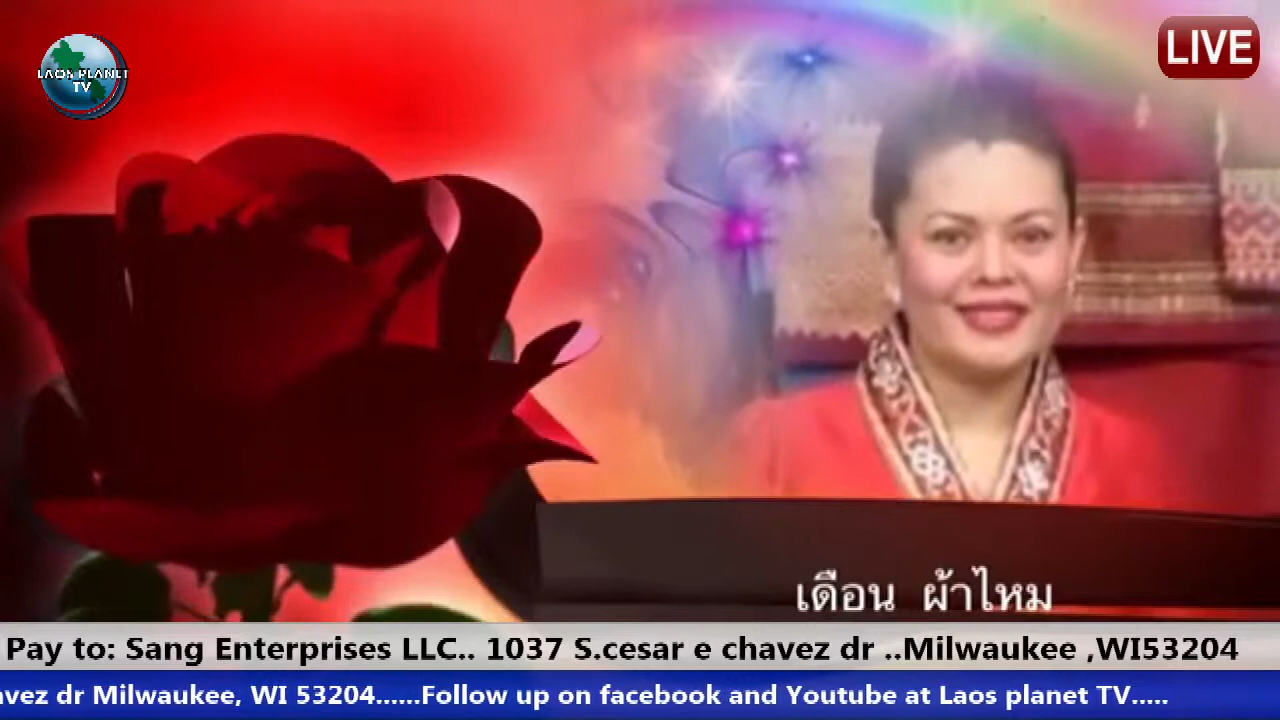 LAOS PLANET
TV
LIVE
เดือน ผ้าไหม
Pay to: Sang Enterprises LLC.. 1037 S.cesar e chavez dr ..Milwaukee ,WI53204
avez dr Milwaukee, WI 53204......Follow up on facebook and Youtube at Laos planet TV.....